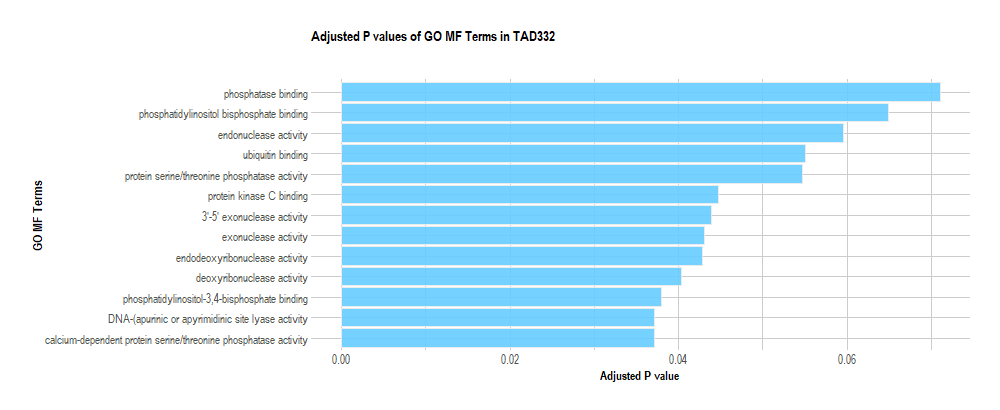 Adjusted P values of GO MF Terms in TAD332
GO MF Terms
phosphatase binding
phosphatidylinositol bisphosphate binding
endonuclease activity
ubiquitin binding
protein serine/threonine phosphatase activity
protein kinase C binding
3'-5' exonuclease activity
exonuclease activity
endodeoxyribonuclease activity
deoxyribonuclease activity
phosphatidylinositol-3,4-bisphosphate binding
DNA-(apurinic or apyrimidinic site lyase activity
calcium-dependent protein serine/threonine phosphatase activity
0.00 0.02 0.04 0.06
Adjusted P value